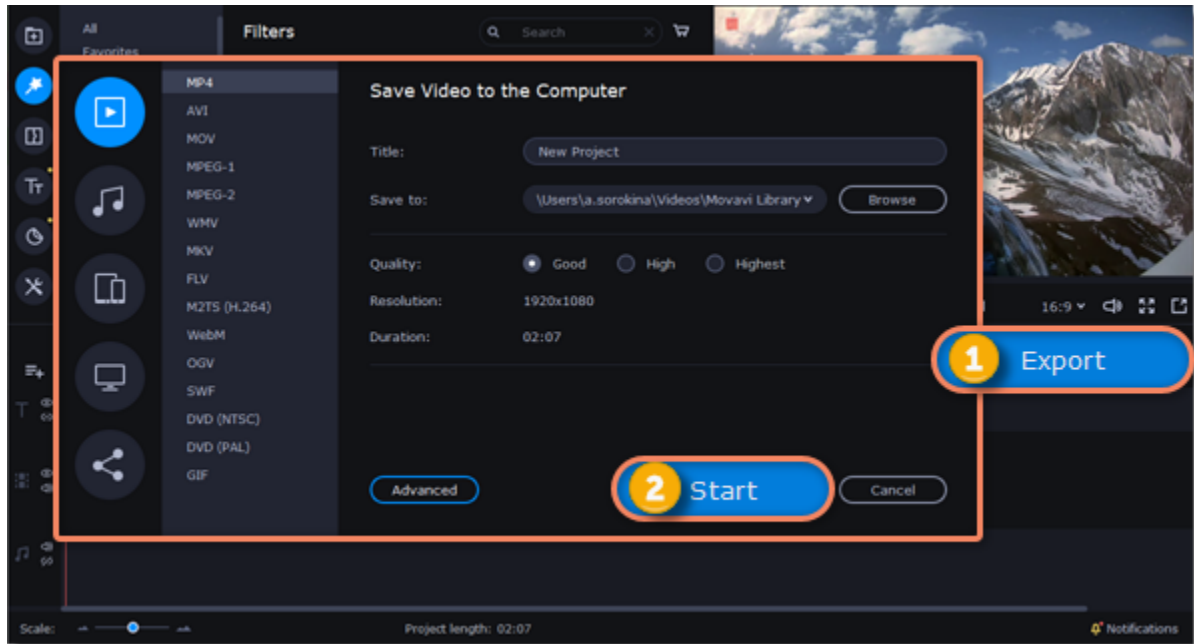 All
Favorites
Filters
Search
MP4
AVI
MOV
MPEG-1
MPEG-2
WMV
MKV
FLV
M2TS (H.264)
WebM
OGV
SWF
DVD (NTSC)
DVD (PAL)
GIF
Save Video to the Computer
Title: New Project
Save to: \Users\a.sorokina\Videos\Movavi Library Browse
Quality: Good High Highest
Resolution: 1920x1080
Duration: 02:07
Advanced 2 Start Cancel
16:9
1 Export
Scale: Project length: 02:07 Notifications